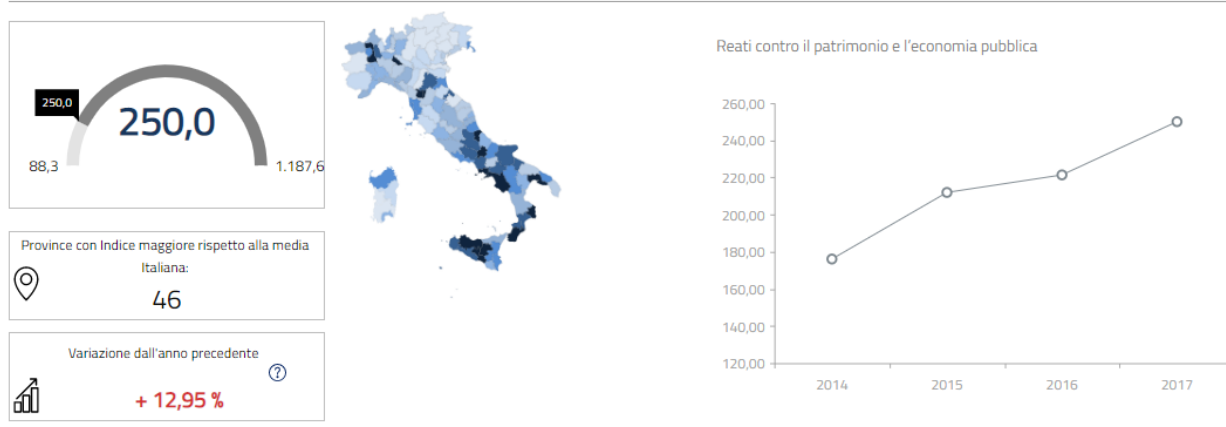 250,0
250,0
88,3
1.187,6
Province con Indice maggiore rispetto alla media
Italiana:
46
Variazione dall'anno precedente
?
+ 12,95 %
Reati contro il patrimonio e l'economia pubblica
260,00
240,00
220,00
200,00
180,00
160,00
140,00
120,00
2014 2015 2016 2017